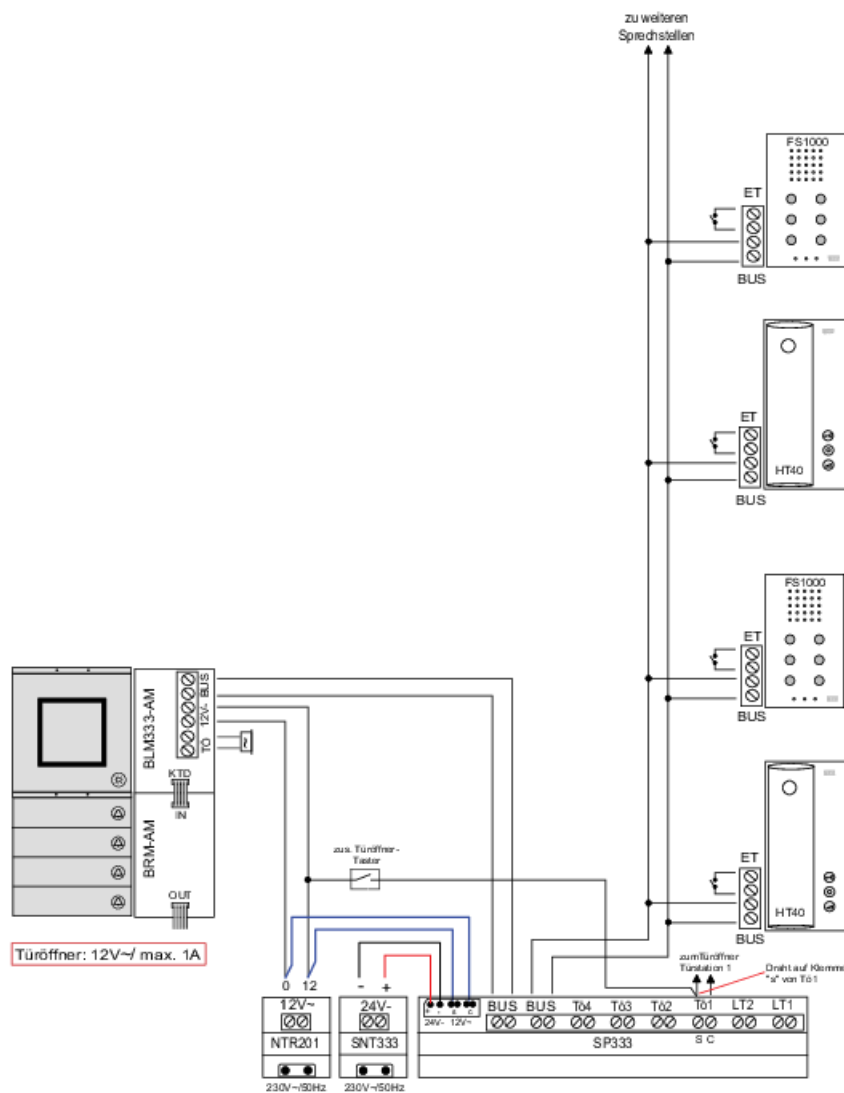 zu weiteren
Sprechstellen
FS1000
ET
BUS
ET
HT40
BUS
FS1000
ET
BUS
BLM333-AM
BUS
12V~
TÖ
KTD
IN
BRM-AM
OUT
ET
HT40
BUS
zus. Türöffner-
Taster
Türöffner: 12V~/ max. 1A
zum Türöffner
Türstation 1
Draht auf Klemme
"s" von Tö1
0 12
- +
12V~
NTR201
230V~/50Hz
24V-
SNT333
230V~/50Hz
+ - S C
24V- 12V~
BUS BUS Tö4 Tö3 Tö2 Tö1 LT2 LT1
SP333
S C